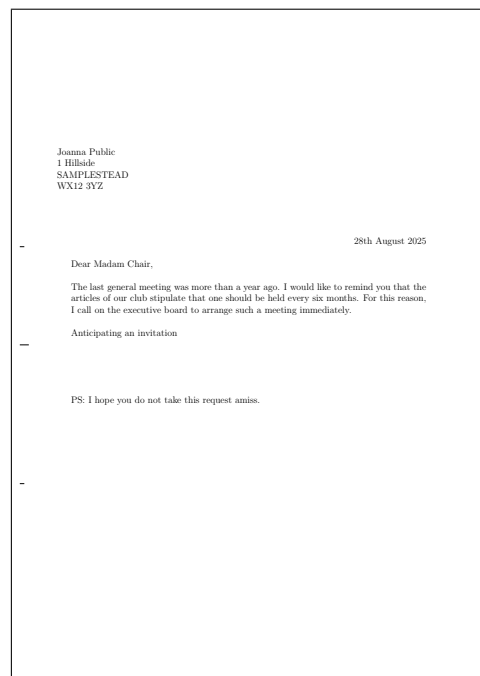 Joanna Public
1 Hillside
SAMPLESTEAD
WX12 3YZ
28th August 2025
Dear Madam Chair,
The last general meeting was more than a year ago. I would like to remind you that the
articles of our club stipulate that one should be held every six months. For this reason,
I call on the executive board to arrange such a meeting immediately.
Anticipating an invitation
PS: I hope you do not take this request amiss.